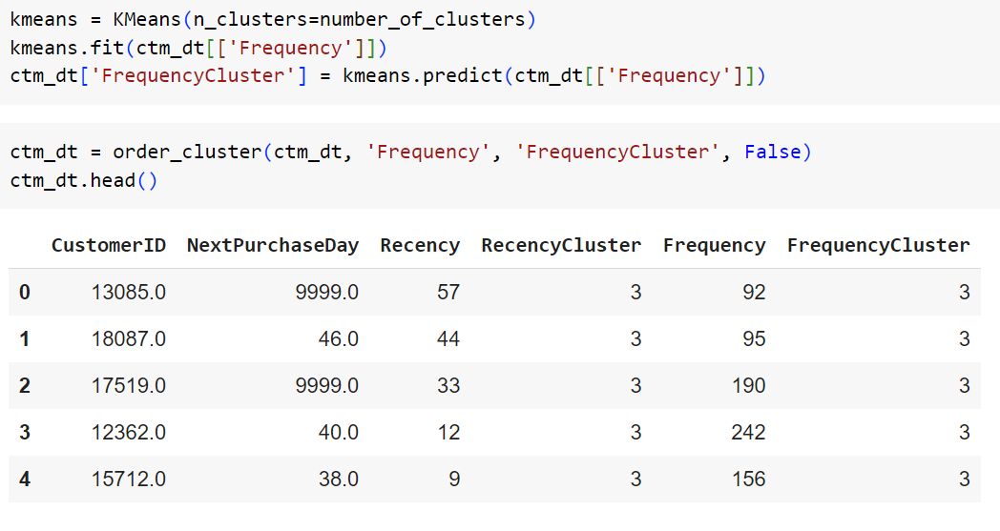 kmeans = KMeans(n_clusters=number_of_clusters)
kmeans.fit(ctm_dt[['Frequency']])
ctm_dt['FrequencyCluster'] = kmeans.predict(ctm_dt[['Frequency']])
ctm_dt = order_cluster(ctm_dt, 'Frequency', 'FrequencyCluster', False)
ctm_dt.head()
CustomerID NextPurchaseDay Recency RecencyCluster Frequency FrequencyCluster
0 13085.0 9999.0 57 3 92 3
1 18087.0 46.0 44 3 95 3
2 17519.0 9999.0 33 3 190 3
3 12362.0 40.0 12 3 242 3
4 15712.0 38.0 9 3 156 3